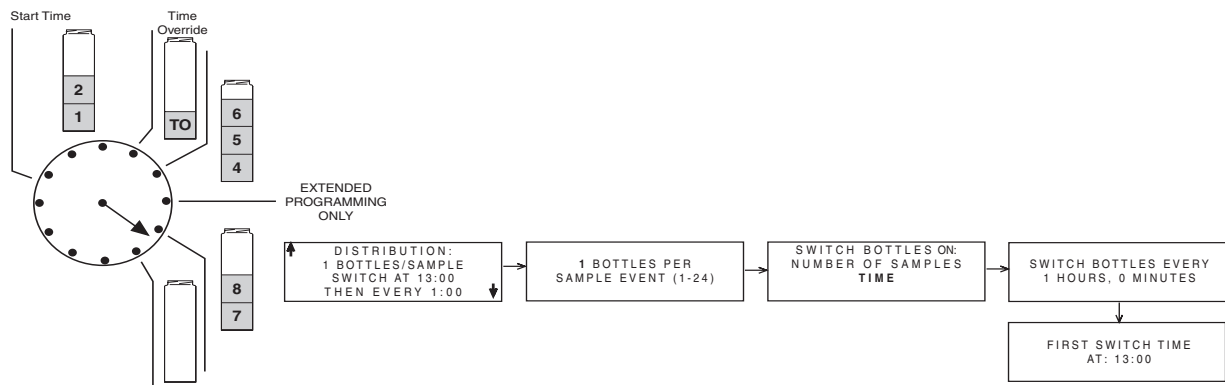 Start Time
Time
Override
2
1
TO
6
5
4
EXTENDED
PROGRAMMING
ONLY
8
7
DISTRIBUTION:
1 BOTTLES/SAMPLE
SWITCH AT 13:00
THEN EVERY 1:00
1 BOTTLES PER
SAMPLE EVENT (1-24)
SWITCH BOTTLES ON:
NUMBER OF SAMPLES
TIME
SWITCH BOTTLES EVERY
1 HOURS, 0 MINUTES
FIRST SWITCH TIME
AT: 13:00